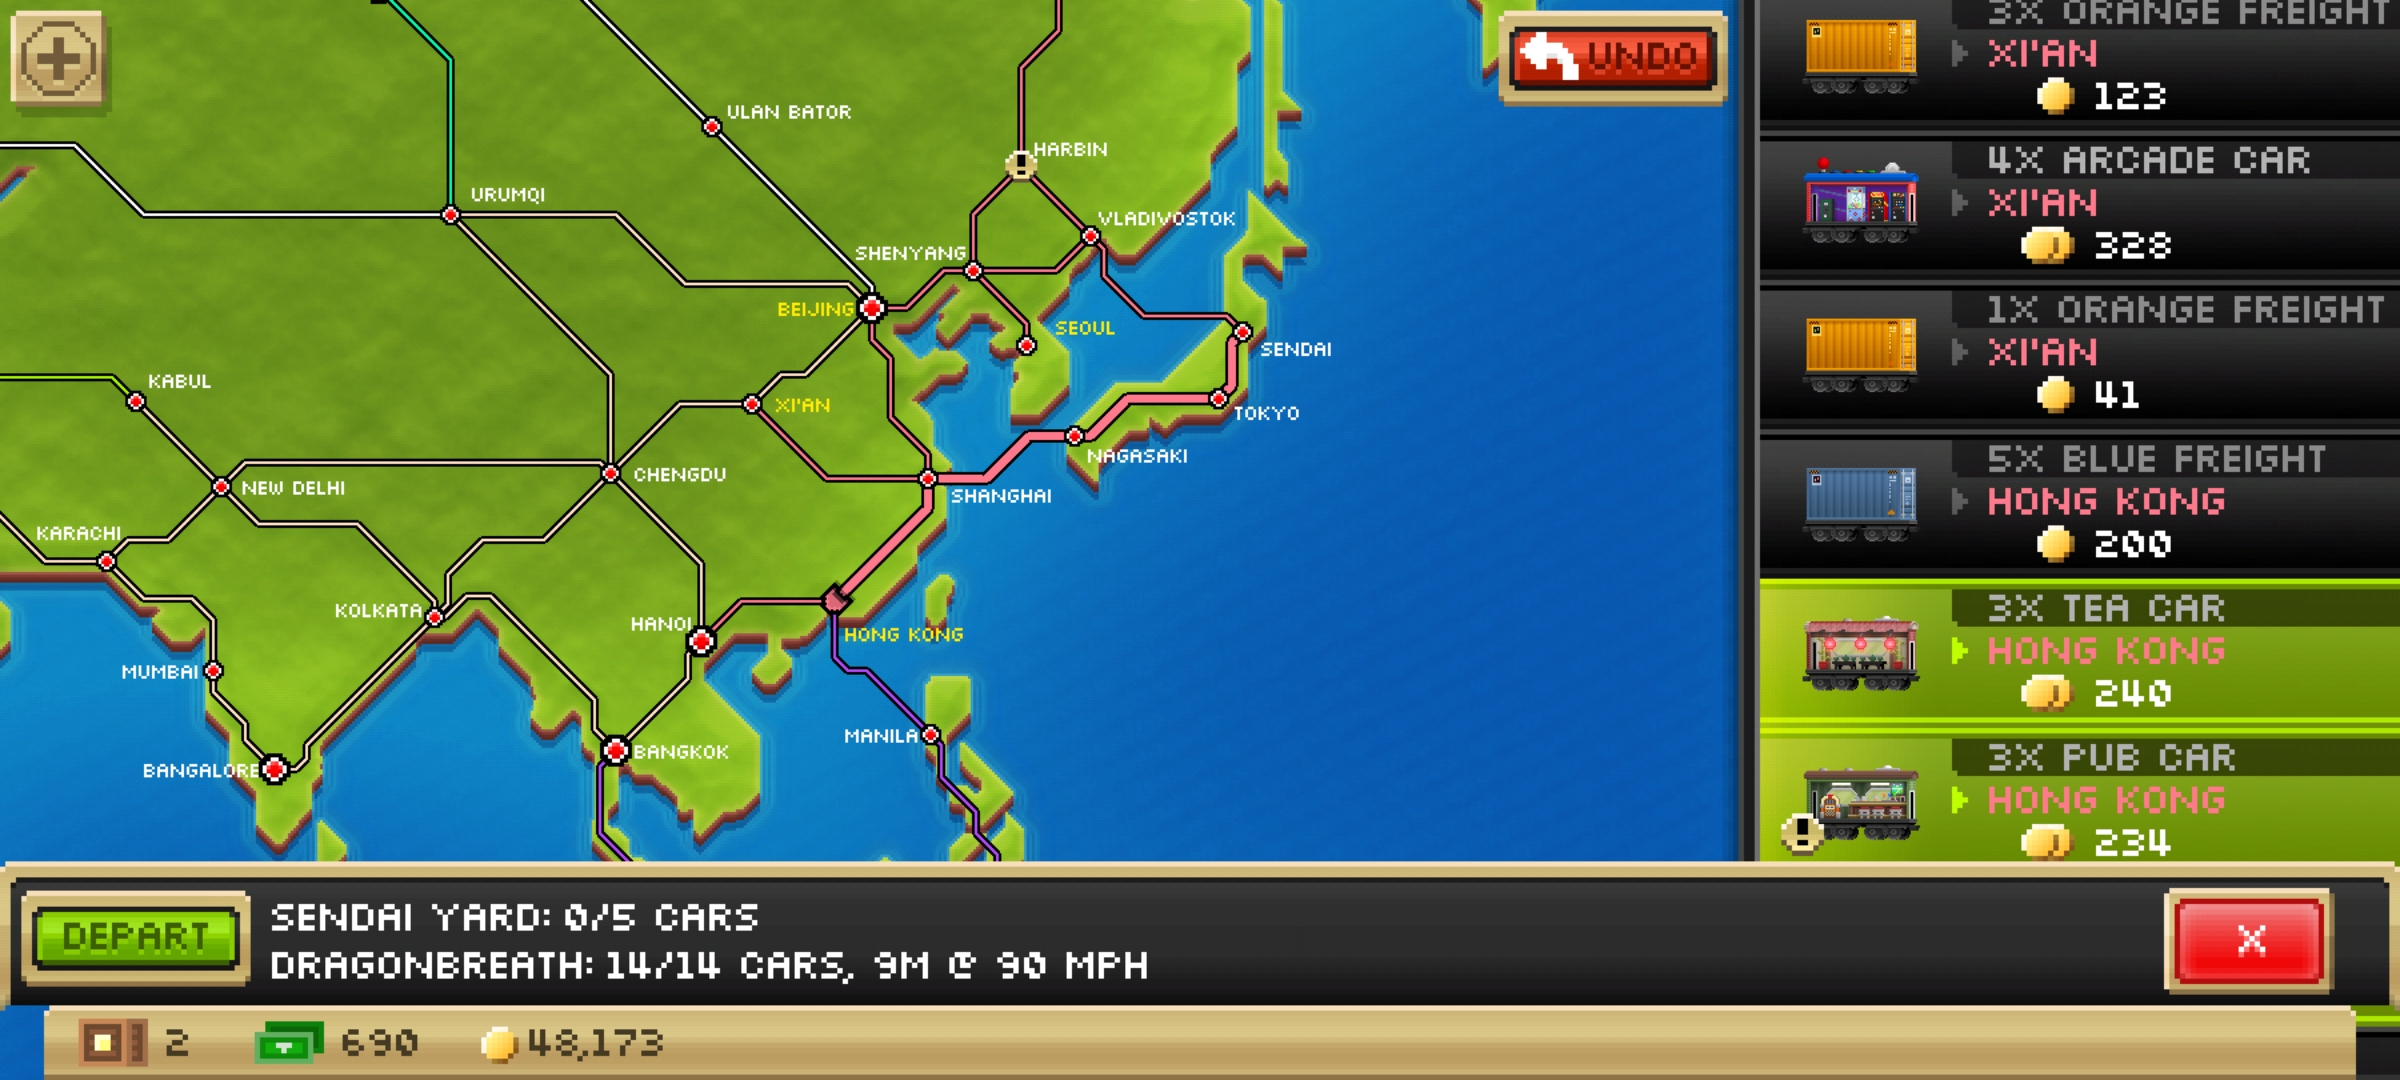 UNDO
ULAN BATOR
HARBIN
URUMQI
VLADIVOSTOK
SHENYANG
BEIJING
SEOUL
SENDAI
KABUL
XI'AN
TOKYO
NAGASAKI
CHENGDU
NEW DELHI
SHANGHAI
KARACHI
KOLKATA
HANOI
HONG KONG
MUMBAI
MANILA
BANGKOK
BANGALORE
3X ORANGE FREIGHT
XI'AN
123
4X ARCADE CAR
XI'AN
328
1X ORANGE FREIGHT
XI'AN
41
5X BLUE FREIGHT
HONG KONG
200
3X TEA CAR
HONG KONG
240
3X PUB CAR
HONG KONG
234
DEPART
SENDAI YARD: 0/5 CARS
DRAGONBREATH: 14/14 CARS, 9M @ 90 MPH
X
2
690
48,173